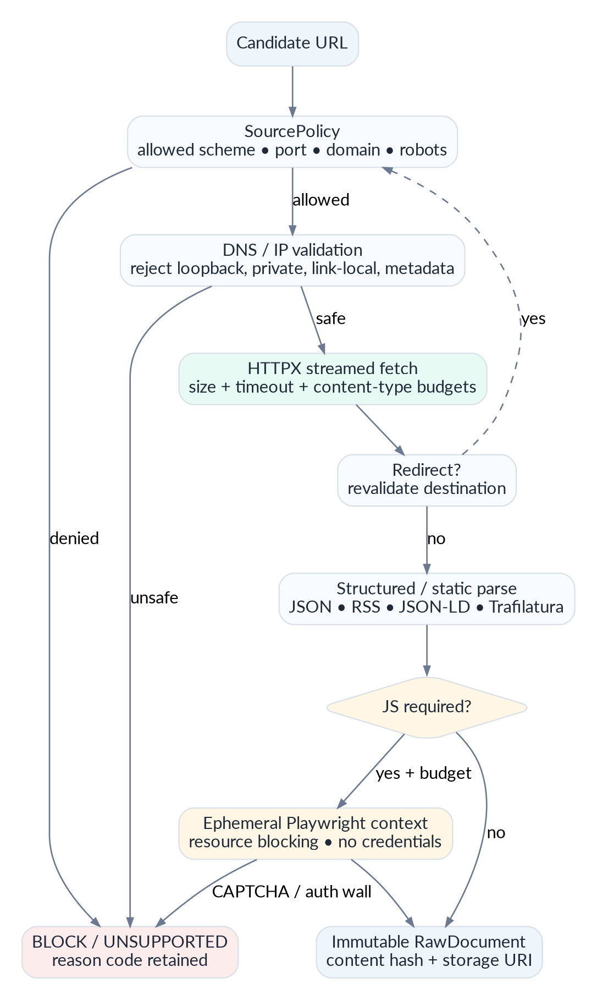 Candidate URL
SourcePolicy
allowed scheme • port • domain • robots
allowed
DNS / IP validation
reject loopback, private, link-local, metadata
safe
yes
HTTPX streamed fetch
size + timeout + content-type budgets
Redirect?
revalidate destination
denied
no
unsafe
Structured / static parse
JSON • RSS • JSON-LD • Trafilatura
JS required?
yes + budget
Ephemeral Playwright context
resource blocking • no credentials
no
CAPTCHA / auth wall
BLOCK / UNSUPPORTED
reason code retained
Immutable RawDocument
content hash + storage URI